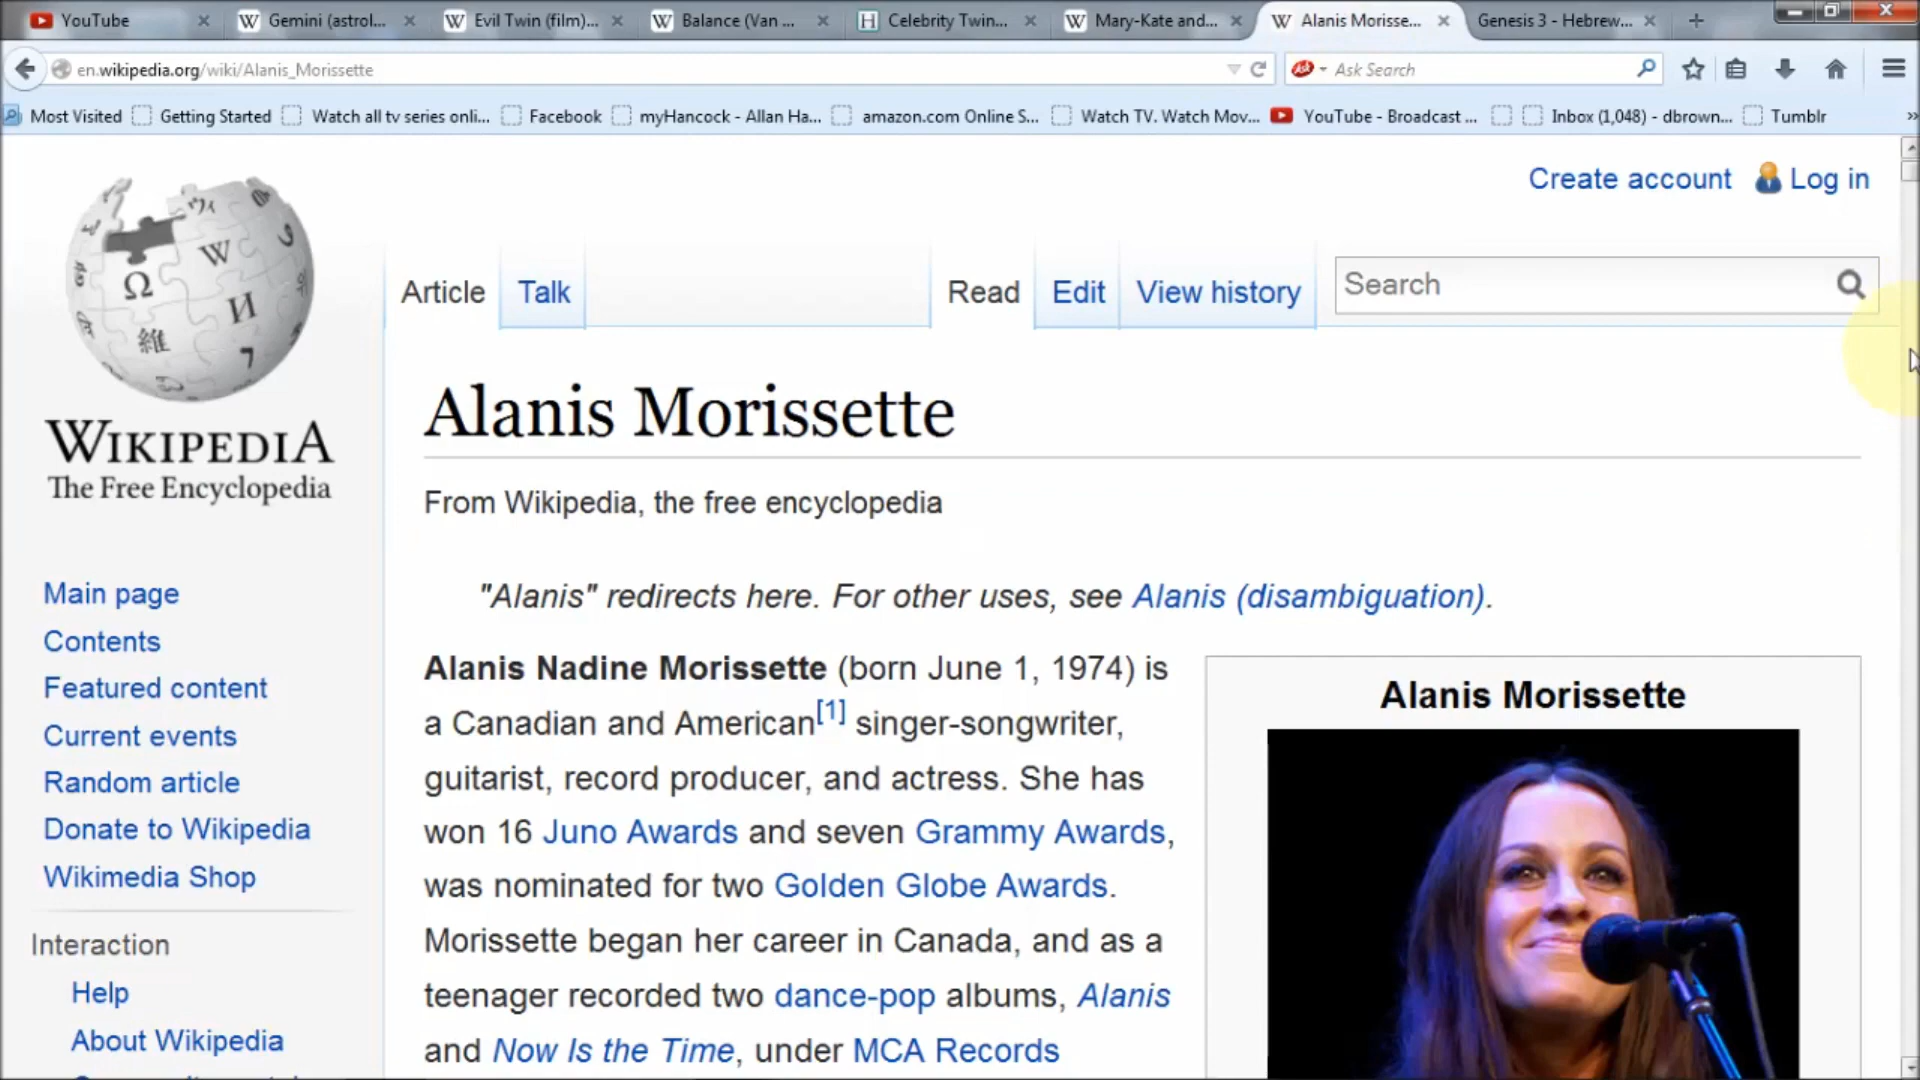 YouTube
Gemini (astrol...
Evil Twin (film)...
Balance (Van ...
Celebrity Twin...
Mary-Kate and...
Alanis Morisse...
Genesis 3 - Hebrew...
en.wikipedia.org/wiki/Alanis_Morissette
Ask Search
Most Visited
Getting Started
Watch all tv series onli...
Facebook
myHancock - Allan Ha...
amazon.com Online S...
Watch TV. Watch Mov...
YouTube - Broadcast ...
Inbox (1,048) - dbrown...
Tumblr
Create account
Log in
Article
Talk
Read
Edit
View history
Search
WIKIPEDIA
The Free Encyclopedia
Alanis Morissette
From Wikipedia, the free encyclopedia
"Alanis" redirects here. For other uses, see Alanis (disambiguation).
Main page
Contents
Featured content
Current events
Random article
Donate to Wikipedia
Wikimedia Shop
Interaction
Help
About Wikipedia
Alanis Nadine Morissette (born June 1, 1974) is
a Canadian and American[1] singer-songwriter,
guitarist, record producer, and actress. She has
won 16 Juno Awards and seven Grammy Awards,
was nominated for two Golden Globe Awards.
Morissette began her career in Canada, and as a
teenager recorded two dance-pop albums, Alanis
and Now Is the Time, under MCA Records
Alanis Morissette